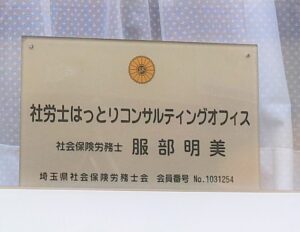 社労士はっとりコンサルティングオフィス
社会保険労務士 服部明美
埼玉県社会保険労務士会 会員番号 No.1031254